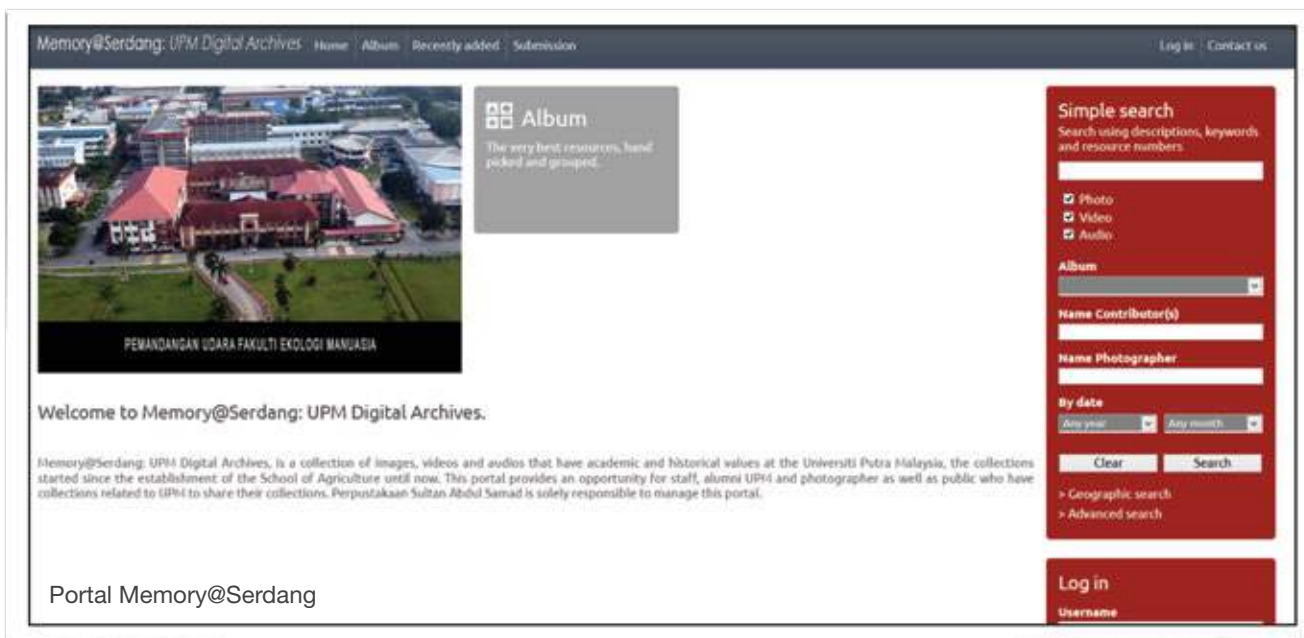 Memory@Serdang: UPM Digital Archives Home Album Recently added Submission Log in Contact us
PEMANDANGAN UDARA FAKULTI EKOLOGI MANUASIA
Album
The very best resources, hand
picked and grouped.
Welcome to Memory@Serdang: UPM Digital Archives.
Memory@Serdang: UPM Digital Archives, is a collection of images, videos and audios that have academic and historical values at the Universiti Putra Malaysia, the collections
started since the establishment of the School of Agriculture until now. This portal provides an opportunity for staff, alumni UPM and photographer as well as public who have
collections related to UPM to share their collections. Perpustakaan Sultan Abdul Samad is solely responsible to manage this portal.
Portal Memory@Serdang
Simple search
Search using descriptions, keywords
and resource numbers
Photo
Video
Audio
Album
Name Contributor(s)
Name Photographer
By date
Any year Any month
Clear Search
> Geographic search
> Advanced search
Log in
Username